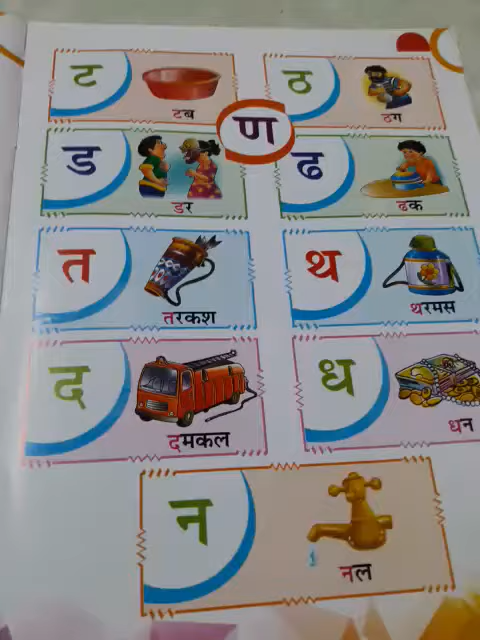 ट
टब
ठ
ठग
ण
ड
डर
ढ
ढक
त
तरकश
थ
थरमस
द
दमकल
ध
धन
न
नल